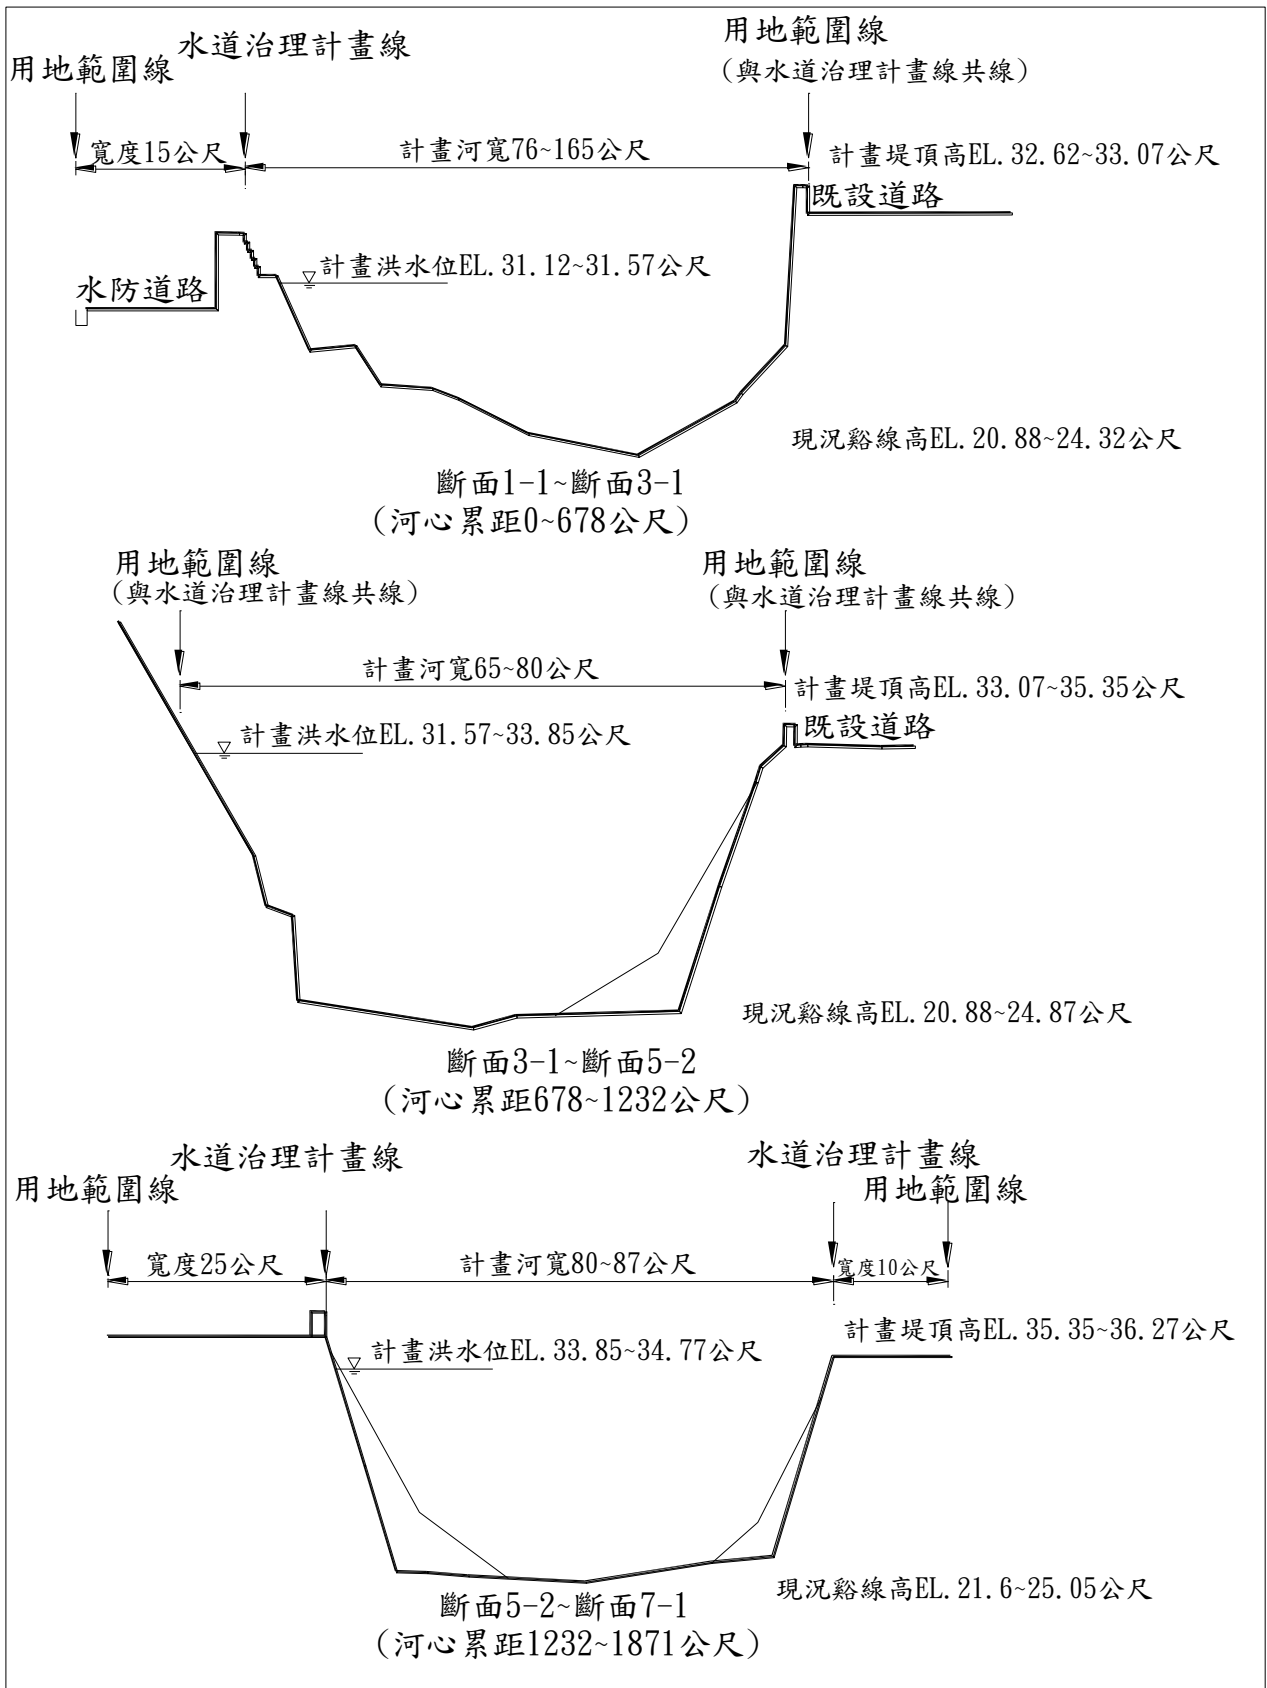 水道治理計畫線
用地範圍線
用地範圍線
（與水道治理計畫線共線）
寬度15公尺
計畫河寬76~165公尺
計畫堤頂高EL.32.62~33.07公尺
既設道路
計畫洪水位EL.31.12~31.57公尺
水防道路
現況谿線高EL.20.88~24.32公尺
斷面1-1~斷面3-1
（河心累距0~678公尺）
用地範圍線
（與水道治理計畫線共線）
用地範圍線
（與水道治理計畫線共線）
計畫河寬65~80公尺
計畫堤頂高EL.33.07~35.35公尺
既設道路
計畫洪水位EL.31.57~33.85公尺
現況谿線高EL.20.88~24.87公尺
斷面3-1~斷面5-2
（河心累距678~1232公尺）
水道治理計畫線
用地範圍線
水道治理計畫線
用地範圍線
寬度25公尺
計畫河寬80~87公尺
寬度10公尺
計畫堤頂高EL.35.35~36.27公尺
計畫洪水位EL.33.85~34.77公尺
現況谿線高EL.21.6~25.05公尺
斷面5-2~斷面7-1
（河心累距1232~1871公尺）